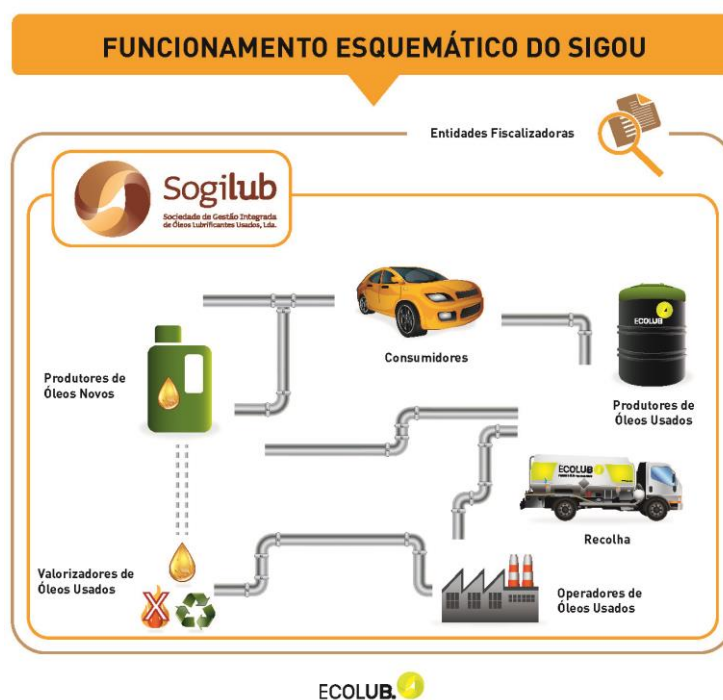 FUNCIONAMENTO ESQUEMÁTICO DO SIGOU
Entidades Fiscalizadoras
Sogilub
Sociedade de Gestão Integrada
de Óleos Lubrificantes Usados, Lda.
Consumidores
ECOLUB
Produtores de
Óleos Novos
Produtores de
Óleos Usados
ECOLUB
Recolha
Valorizadores de
Óleos Usados
Operadores de
Óleos Usados
ECOLUB.